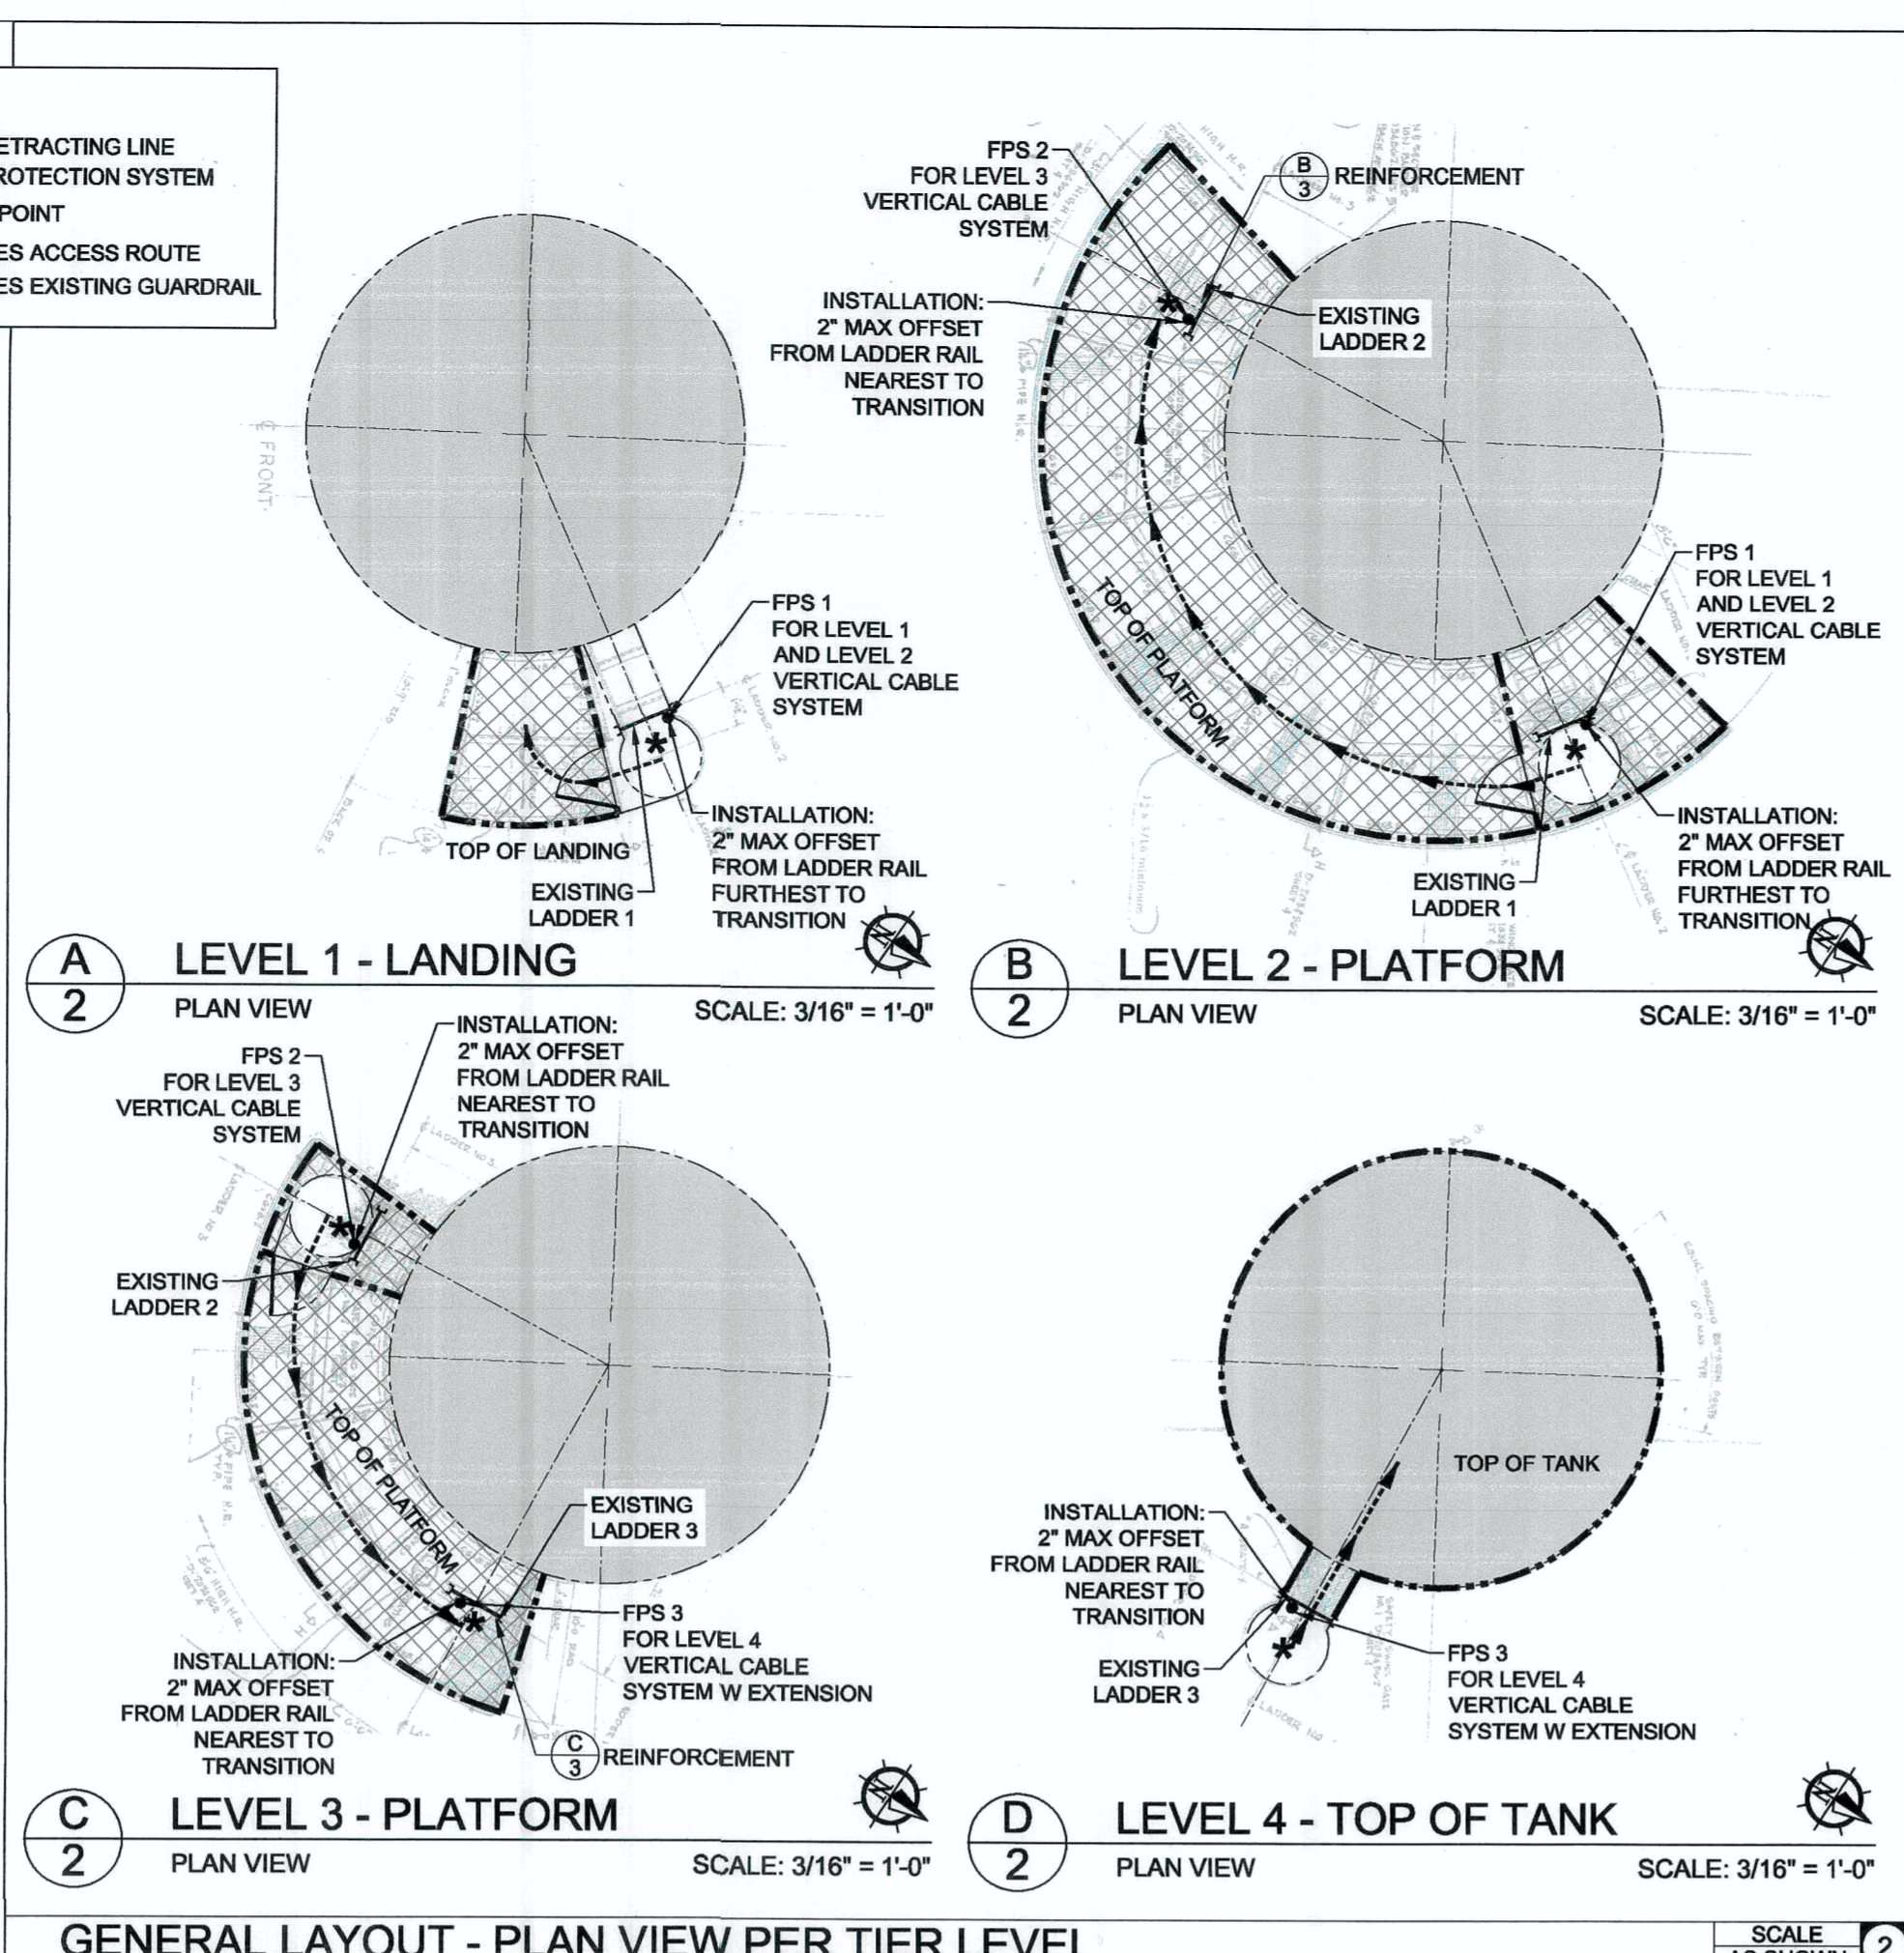 ETRACTING LINE
ROTECTION SYSTEM
POINT
ES ACCESS ROUTE
ES EXISTING GUARDRAIL
₵ FRONT.
FPS 1
FOR LEVEL 1
AND LEVEL 2
VERTICAL CABLE
SYSTEM
INSTALLATION:
2" MAX OFFSET
FROM LADDER RAIL
FURTHEST TO
TRANSITION
TOP OF LANDING
EXISTING
LADDER 1
A
2
LEVEL 1 - LANDING
PLAN VIEW
SCALE: 3/16" = 1'-0"
FPS 2
FOR LEVEL 3
VERTICAL CABLE
SYSTEM
B
3
REINFORCEMENT
INSTALLATION:
2" MAX OFFSET
FROM LADDER RAIL
NEAREST TO
TRANSITION
EXISTING
LADDER 2
TOP OF PLATFORM
FPS 1
FOR LEVEL 1
AND LEVEL 2
VERTICAL CABLE
SYSTEM
INSTALLATION:
2" MAX OFFSET
FROM LADDER RAIL
FURTHEST TO
TRANSITION
EXISTING
LADDER 1
B
2
LEVEL 2 - PLATFORM
PLAN VIEW
SCALE: 3/16" = 1'-0"
INSTALLATION:
2" MAX OFFSET
FROM LADDER RAIL
NEAREST TO
TRANSITION
FPS 2
FOR LEVEL 3
VERTICAL CABLE
SYSTEM
EXISTING
LADDER 2
TOP OF PLATFORM
EXISTING
LADDER 3
FPS 3
FOR LEVEL 4
VERTICAL CABLE
SYSTEM W EXTENSION
INSTALLATION:
2" MAX OFFSET
FROM LADDER RAIL
NEAREST TO
TRANSITION
C
3
REINFORCEMENT
C
2
LEVEL 3 - PLATFORM
PLAN VIEW
SCALE: 3/16" = 1'-0"
TOP OF TANK
INSTALLATION:
2" MAX OFFSET
FROM LADDER RAIL
NEAREST TO
TRANSITION
EXISTING
LADDER 3
FPS 3
FOR LEVEL 4
VERTICAL CABLE
SYSTEM W EXTENSION
D
2
LEVEL 4 - TOP OF TANK
PLAN VIEW
SCALE: 3/16" = 1'-0"
GENERAL LAYOUT - PLAN VIEW PER TIER LEVEL
SCALE
AS SHOWN
2